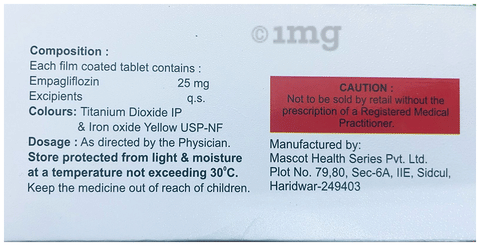 ©1mg
Composition :
Each film coated tablet contains :
Empagliflozin 25 mg
Excipients q.s.
Colours: Titanium Dioxide IP
& Iron oxide Yellow USP-NF
Dosage : As directed by the Physician.
Store protected from light & moisture
at a temperature not exceeding 30°C.
Keep the medicine out of reach of children.
CAUTION :
Not to be sold by retail without the
prescription of a Registered Medical
Practitioner.
Manufactured by:
Mascot Health Series Pvt. Ltd.
Plot No. 79,80, Sec-6A, IIE, Sidcul,
Haridwar-249403